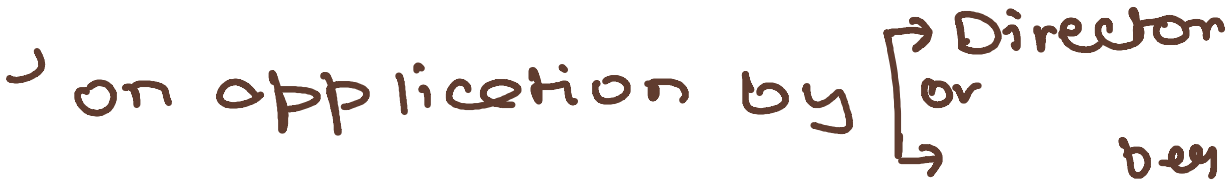 on application by → Director
or
→